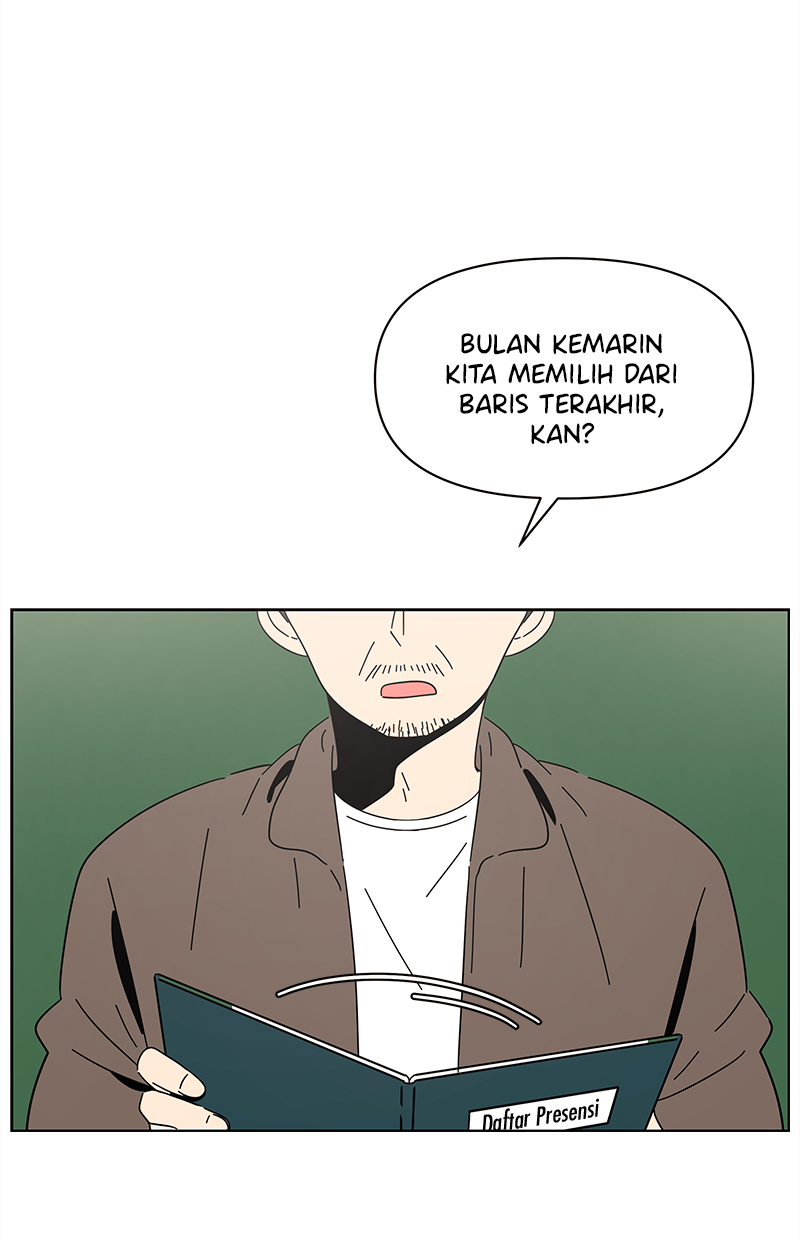 BULAN KEMARIN
KITA MEMILIH DARI
BARIS TERAKHIR,
KAN?
Daftar Presensi